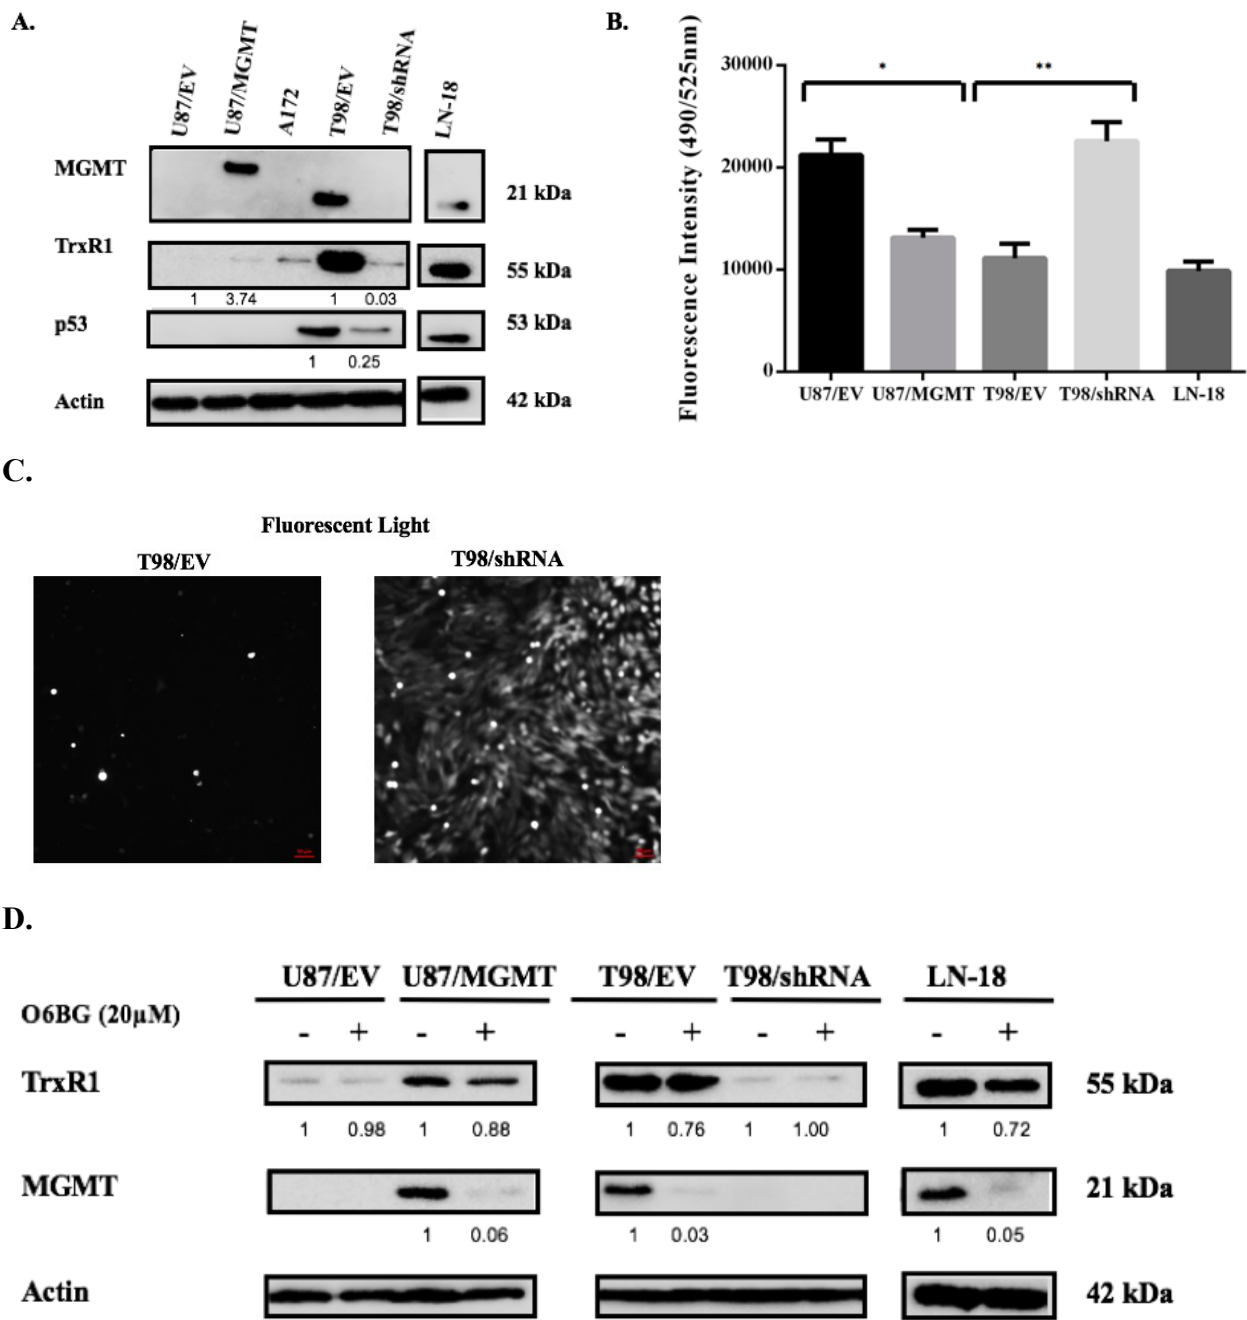 A.
U87/EV
U87/MGMT
A172
T98/EV
T98/shRNA
LN-18
MGMT
21 kDa
TrxR1
55 kDa
1 3.74 1 0.03
p53
53 kDa
1 0.25
Actin
42 kDa
B.
Fluorescence Intensity (490/525nm)
30000
20000
10000
0
*
**
U87/EV U87/MGMT T98/EV T98/shRNA LN-18
C.
Fluorescent Light
T98/EV
T98/shRNA
D.
U87/EV U87/MGMT T98/EV T98/shRNA LN-18
O6BG (20µM)
- + - + - + - + - +
TrxR1
55 kDa
1 0.98 1 0.88 1 0.76 1 1.00 1 0.72
MGMT
21 kDa
1 0.06 1 0.03 1 0.05
Actin
42 kDa